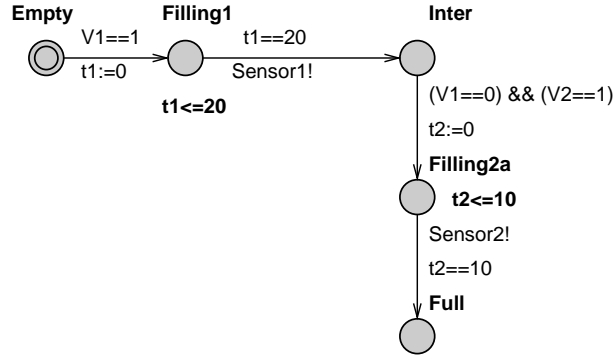 Empty
Filling1
Inter
V1==1
t1==20
t1:=0
Sensor1!
t1<=20
(V1==0) && (V2==1)
t2:=0
Filling2a
t2<=10
Sensor2!
t2==10
Full